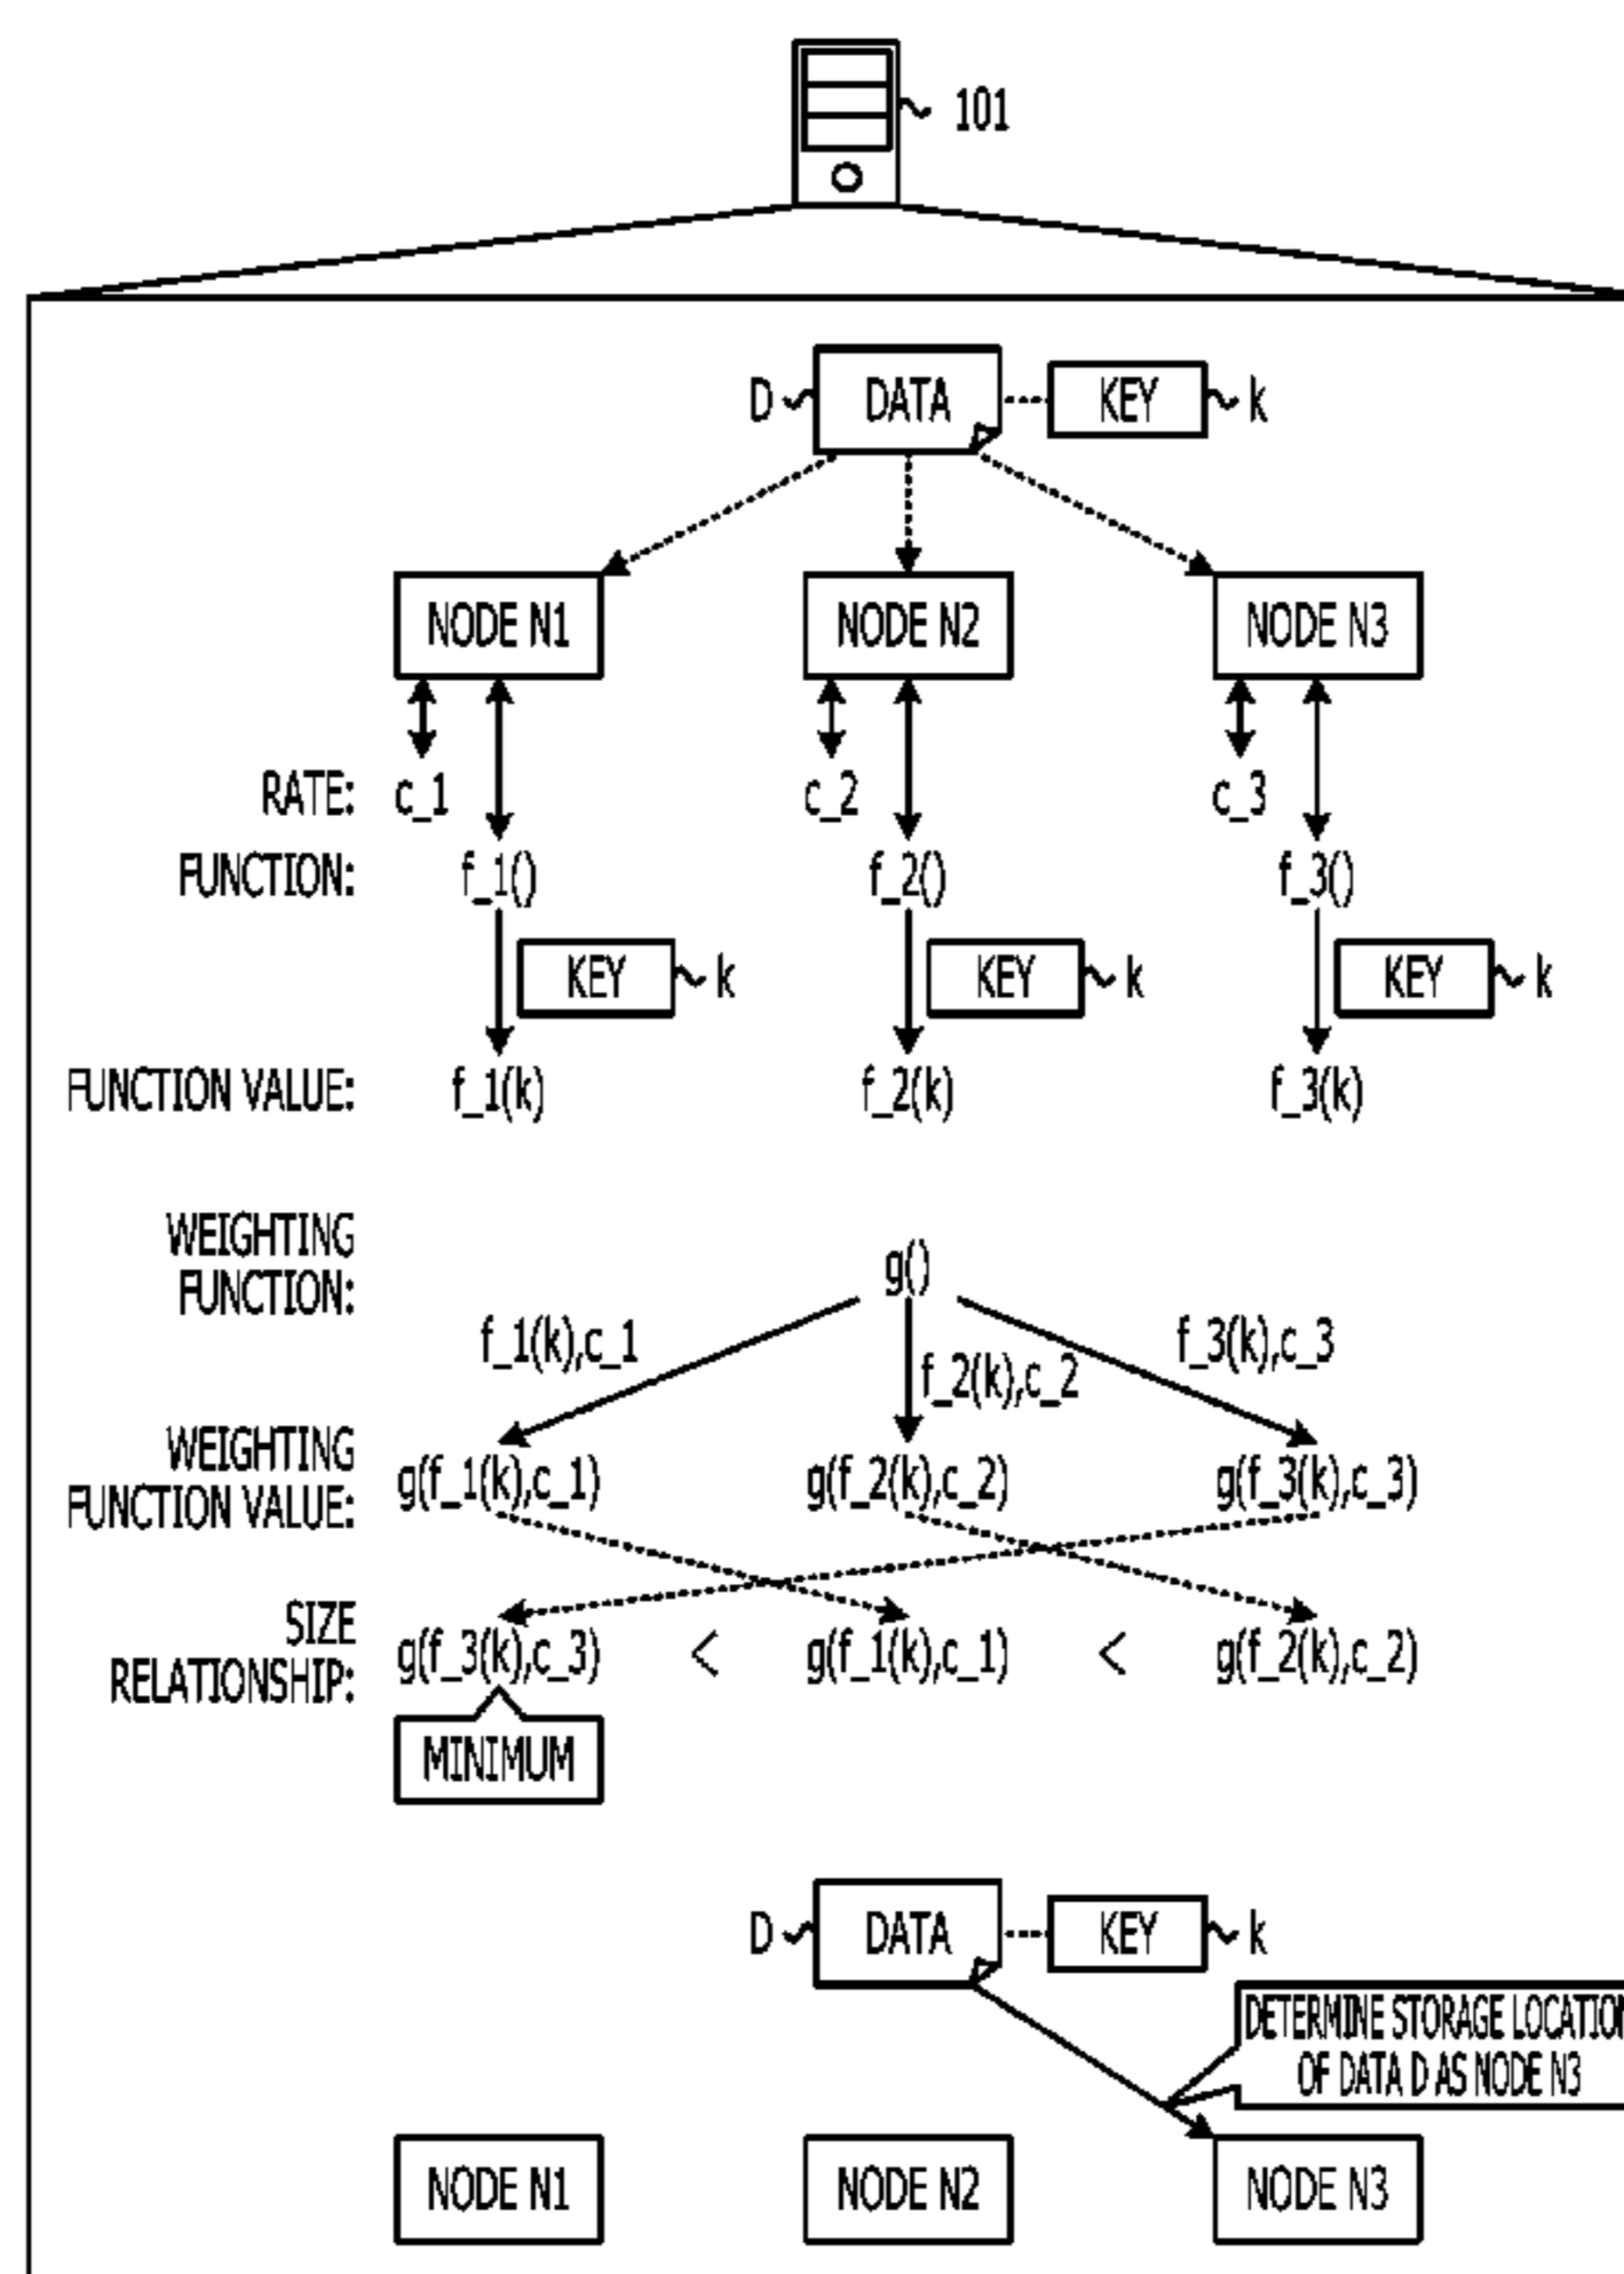 101
D DATA KEY k
NODE N1 NODE N2 NODE N3
RATE: c_1 c_2 c_3
FUNCTION: f_1() f_2() f_3()
KEY k KEY k KEY k
FUNCTION VALUE: f_1(k) f_2(k) f_3(k)
WEIGHTING
FUNCTION: g()
f_1(k),c_1 f_2(k),c_2 f_3(k),c_3
WEIGHTING
FUNCTION VALUE: g(f_1(k),c_1) g(f_2(k),c_2) g(f_3(k),c_3)
SIZE
RELATIONSHIP: g(f_3(k),c_3) < g(f_1(k),c_1) < g(f_2(k),c_2)
MINIMUM
D DATA KEY k
DETERMINE STORAGE LOCATION
OF DATA D AS NODE N3
NODE N1 NODE N2 NODE N3